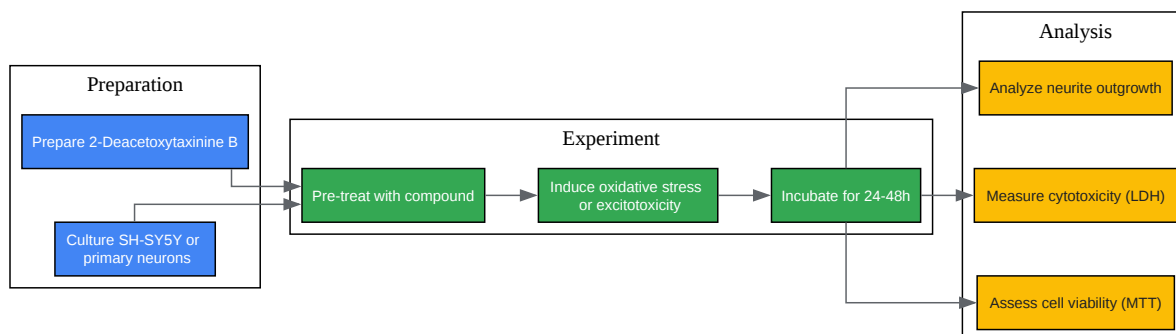 Preparation
Prepare 2-Deacetoxytaxinine B
Culture SH-SY5Y or
primary neurons
Experiment
Pre-treat with compound
Induce oxidative stress
or excitotoxicity
Incubate for 24-48h
Analysis
Analyze neurite outgrowth
Measure cytotoxicity (LDH)
Assess cell viability (MTT)